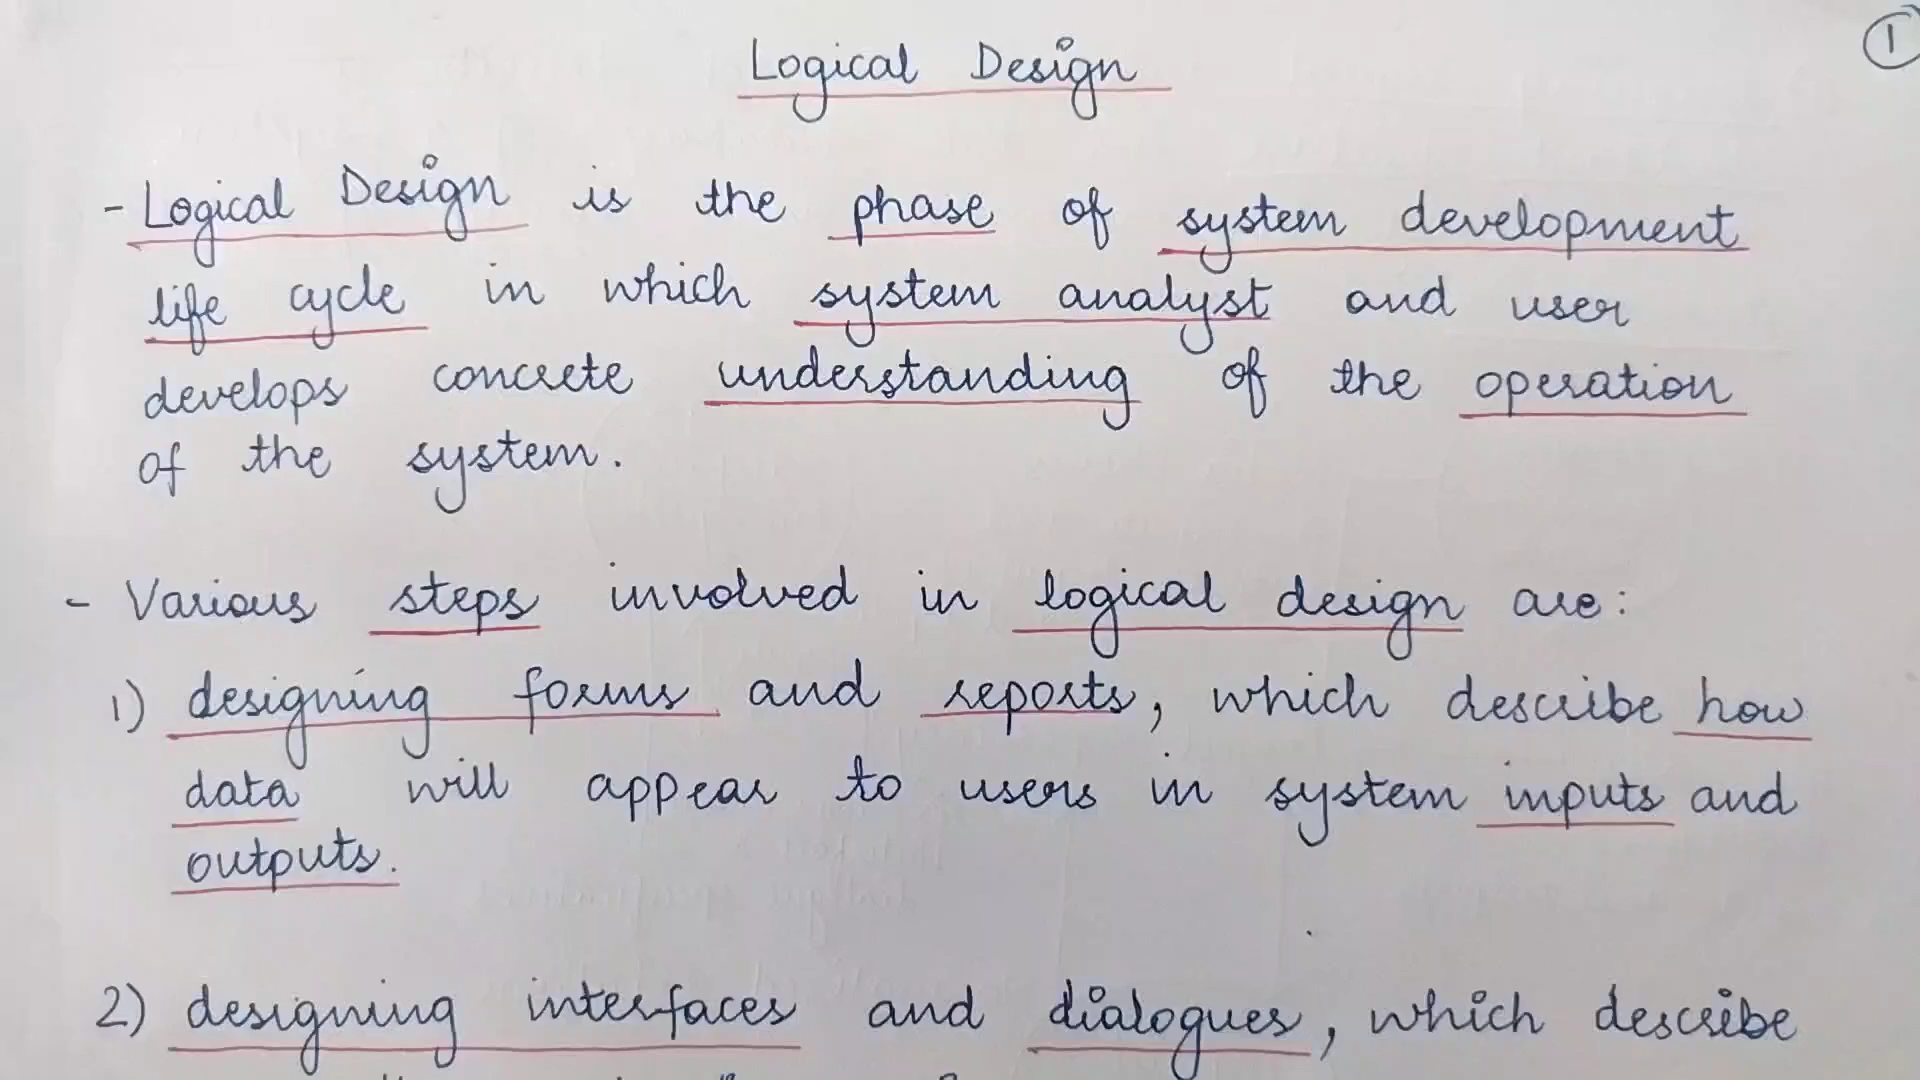 1
Logical Design
- Logical Design is the phase of system development
life cycle in which system analyst and user
develops concrete understanding of the operation
of the system.
- Various steps involved in logical design are:
1) designing forms and reports, which describe how
data will appear to users in system inputs and
outputs.
2) designing interfaces and dialogues, which describe